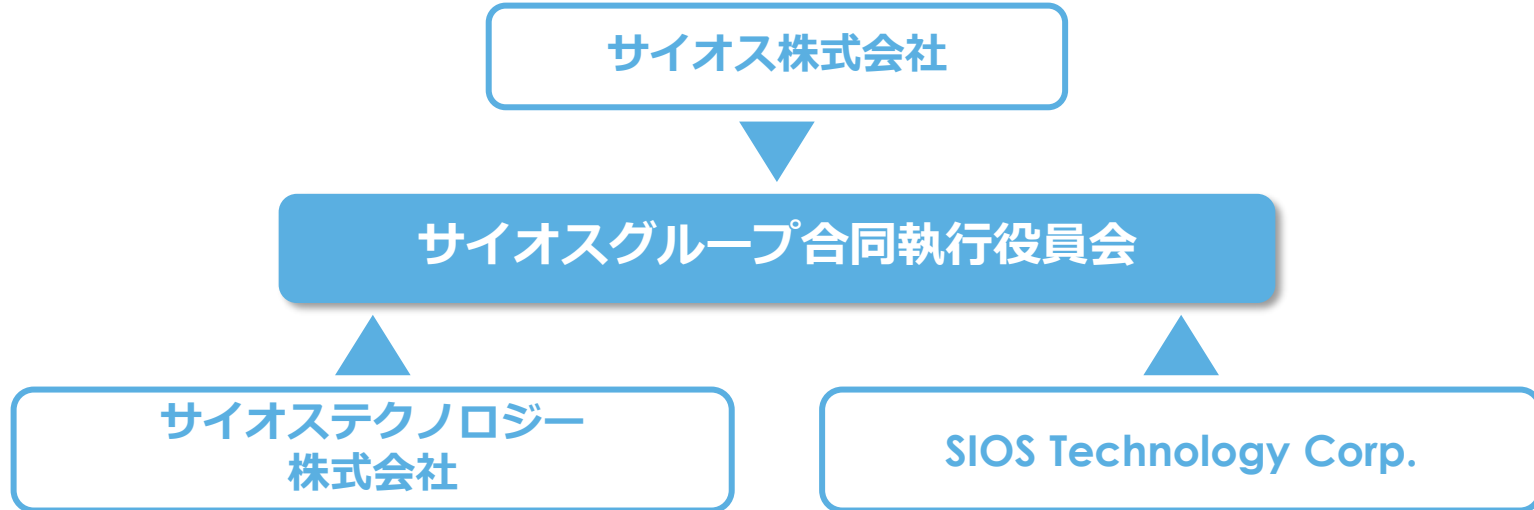 サイオス株式会社
サイオスグループ合同執行役員会
サイオステクノロジー
株式会社
SIOS Technology Corp.